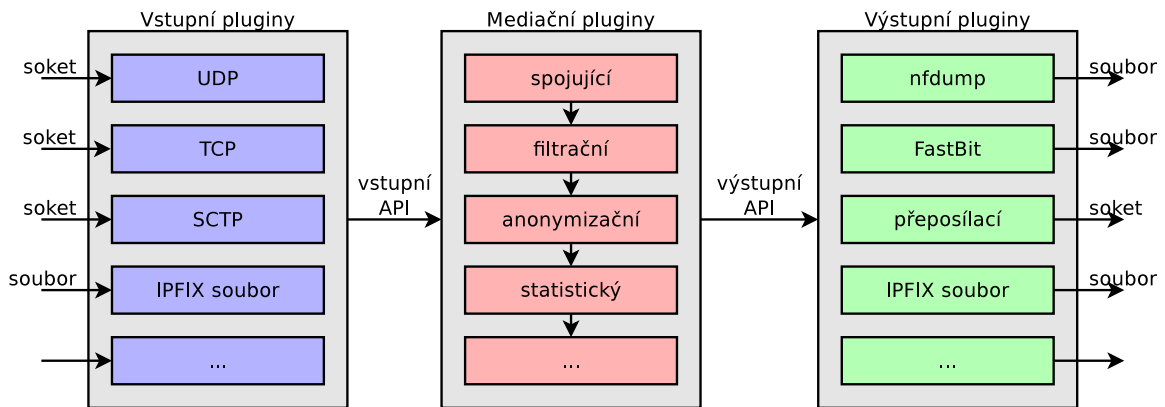 Vstupní pluginy
soket
UDP
soket
TCP
soket
SCTP
soubor
IPFIX soubor
...
vstupní
API
Mediační pluginy
spojující
filtrační
anonymizační
statistický
...
výstupní
API
Výstupní pluginy
nfdump
soubor
FastBit
soubor
přeposílací
soket
IPFIX soubor
soubor
...